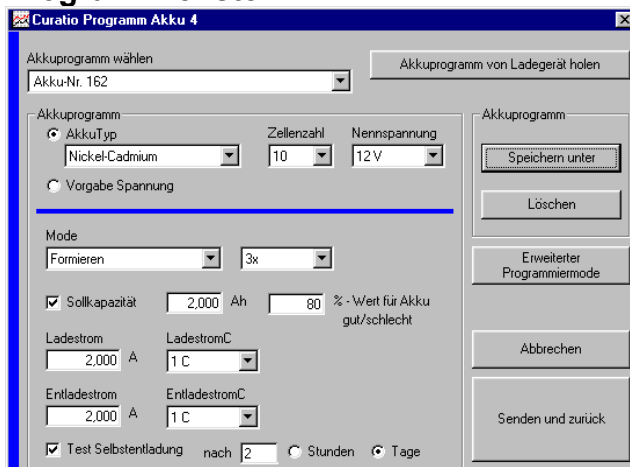 Curatio Programm Akku 4
Akkuprogramm wählen
Akku-Nr. 162
Akkuprogramm von Ladegerät holen
Akkuprogramm
AkkuTyp
Zellenzahl
Nennspannung
Nickel-Cadmium
10
12 V
Vorgabe Spannung
Akkuprogramm
Speichern unter
Löschen
Mode
Formieren
3x
Erweiterter
Programmiermode
Sollkapazität
2,000 Ah
80 % - Wert für Akku
gut/schlecht
Ladestrom
LadestromC
2,000 A
1 C
Abbrechen
Entladestrom
EntladestromC
2,000 A
1 C
Senden und zurück
Test Selbstentladung nach 2 Stunden Tage